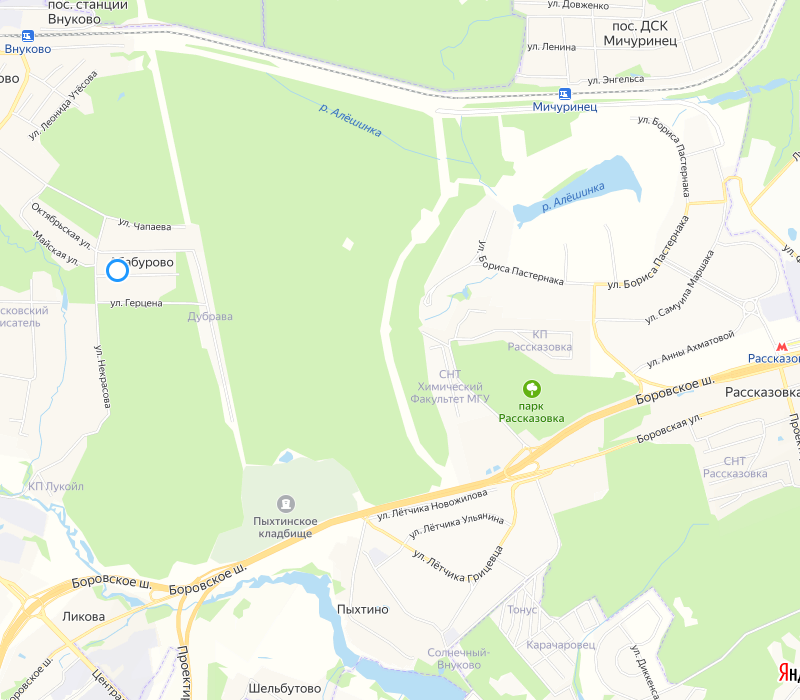 пос. станции
Внуково
Внуково
ул. Довженко
пос. ДСК
Мичуринец
ул. Ленина
ул. Энгельса
Мичуринец
ул. Леонида Утёсова
р. Алёшинка
ул. Бориса Пастернака
р. Алёшинка
Октябрьская ул.
ул. Чапаева
Майская ул.
ул. Бориса Пастернака
ул. Бориса Пастернака
ул. Самуила Маршака
ул. Герцена
Дубрава
КП
Рассказовка
ул. Анны Ахматовой
ул. Некрасова
СНТ
Химический
Факультет МГУ
парк
Рассказовка
Боровское ш.
Рассказовка
Боровская ул.
СНТ
Рассказовка
КП Лукойл
Пыхтинское
кладбище
ул. Лётчика Новожилова
ул. Лётчика Ульянина
ул. Лётчика Грицевца
Боровское ш.
Боровское ш.
Ликова
Пыхтино
Тонус
Карачаровец
Солнечный-
Внуково
ул. Диккенса
Боровское ш.
Шельбутово